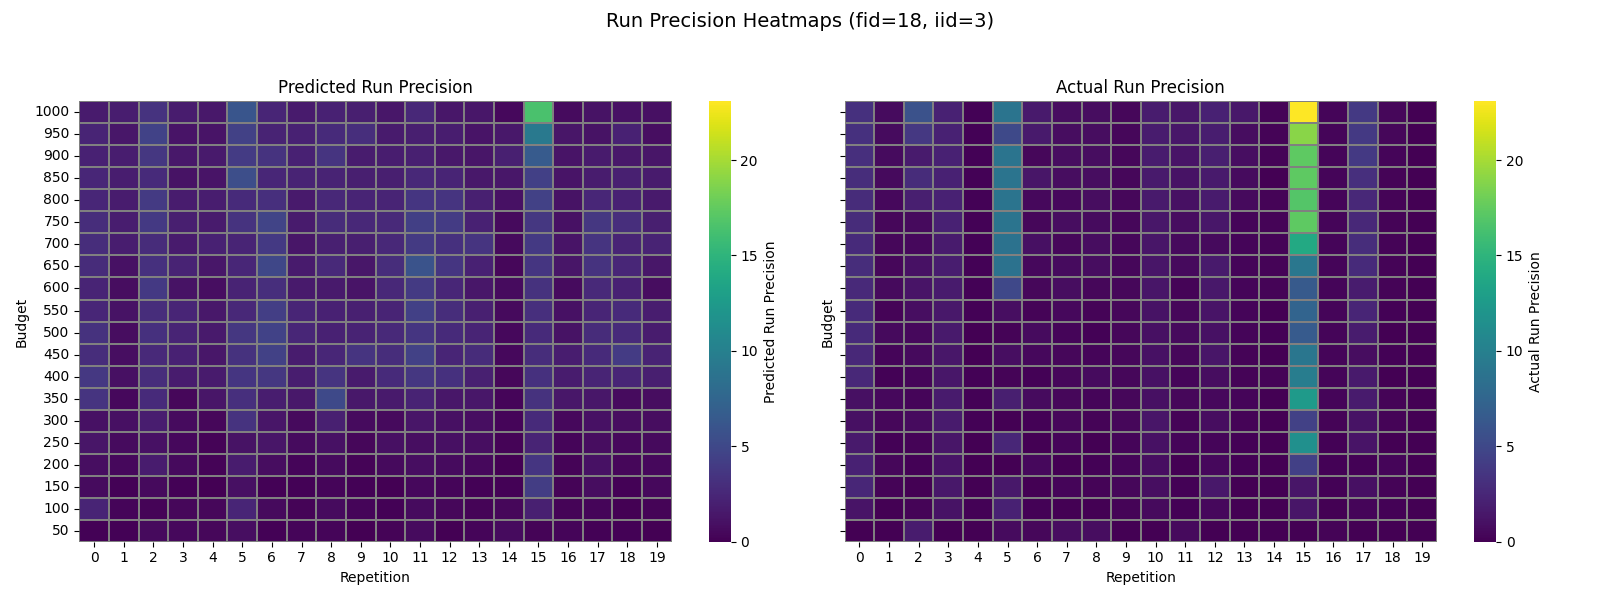 Run Precision Heatmaps (fid=18, iid=3)
Predicted Run Precision
Budget
1000
950
900
850
800
750
700
650
600
550
500
450
400
350
300
250
200
150
100
50
0 1 2 3 4 5 6 7 8 9 10 11 12 13 14 15 16 17 18 19
Repetition
20
15
10
5
0
Predicted Run Precision
Actual Run Precision
Budget
0 1 2 3 4 5 6 7 8 9 10 11 12 13 14 15 16 17 18 19
Repetition
20
15
10
5
0
Actual Run Precision